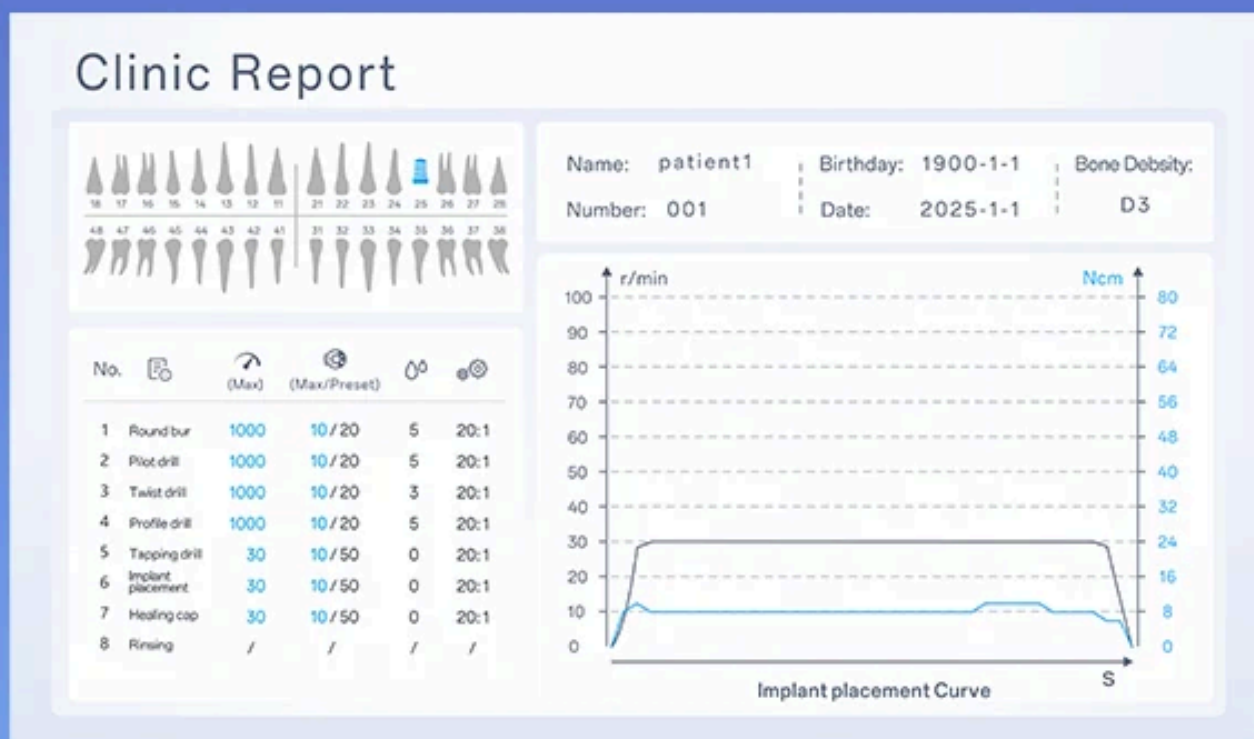 Clinic Report
18 17 16 15 14 13 12 11 21 22 23 24 25 26 27 28
48 47 46 45 44 43 42 41 31 32 33 34 35 36 37 38
Name: patient1 Birthday: 1900-1-1 Bone Debsity:
Number: 001 Date: 2025-1-1 D3
No. (Max) (Max/Preset)
1 Round bur 1000 10/20 5 20:1
2 Pilot drill 1000 10/20 5 20:1
3 Twist drill 1000 10/20 3 20:1
4 Profile drill 1000 10/20 5 20:1
5 Tapping drill 30 10/50 0 20:1
6 Implant placement 30 10/50 0 20:1
7 Healing cap 30 10/50 0 20:1
8 Rinsing / / / /
r/min Ncm
100 80
90 72
80 64
70 56
60 48
50 40
40 32
30 24
20 16
10 8
0 0
S
Implant placement Curve